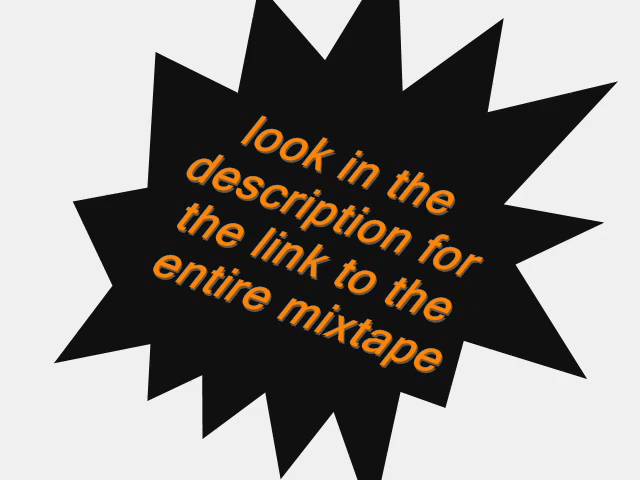 look in the
description for
the link to the
entire mixtape